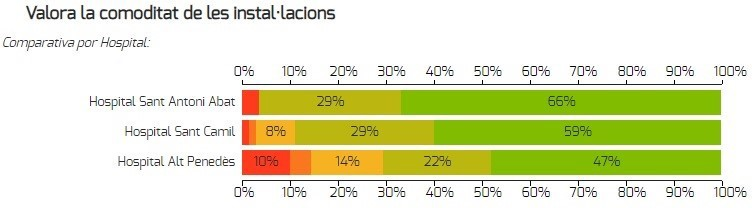 Valora la comoditat de les instal·lacions
Comparativa por Hospital:
0% 10% 20% 30% 40% 50% 60% 70% 80% 90% 100%
Hospital Sant Antoni Abat 29% 66%
Hospital Sant Camil 8% 29% 59%
Hospital Alt Penedès 10% 14% 22% 47%
0% 10% 20% 30% 40% 50% 60% 70% 80% 90% 100%